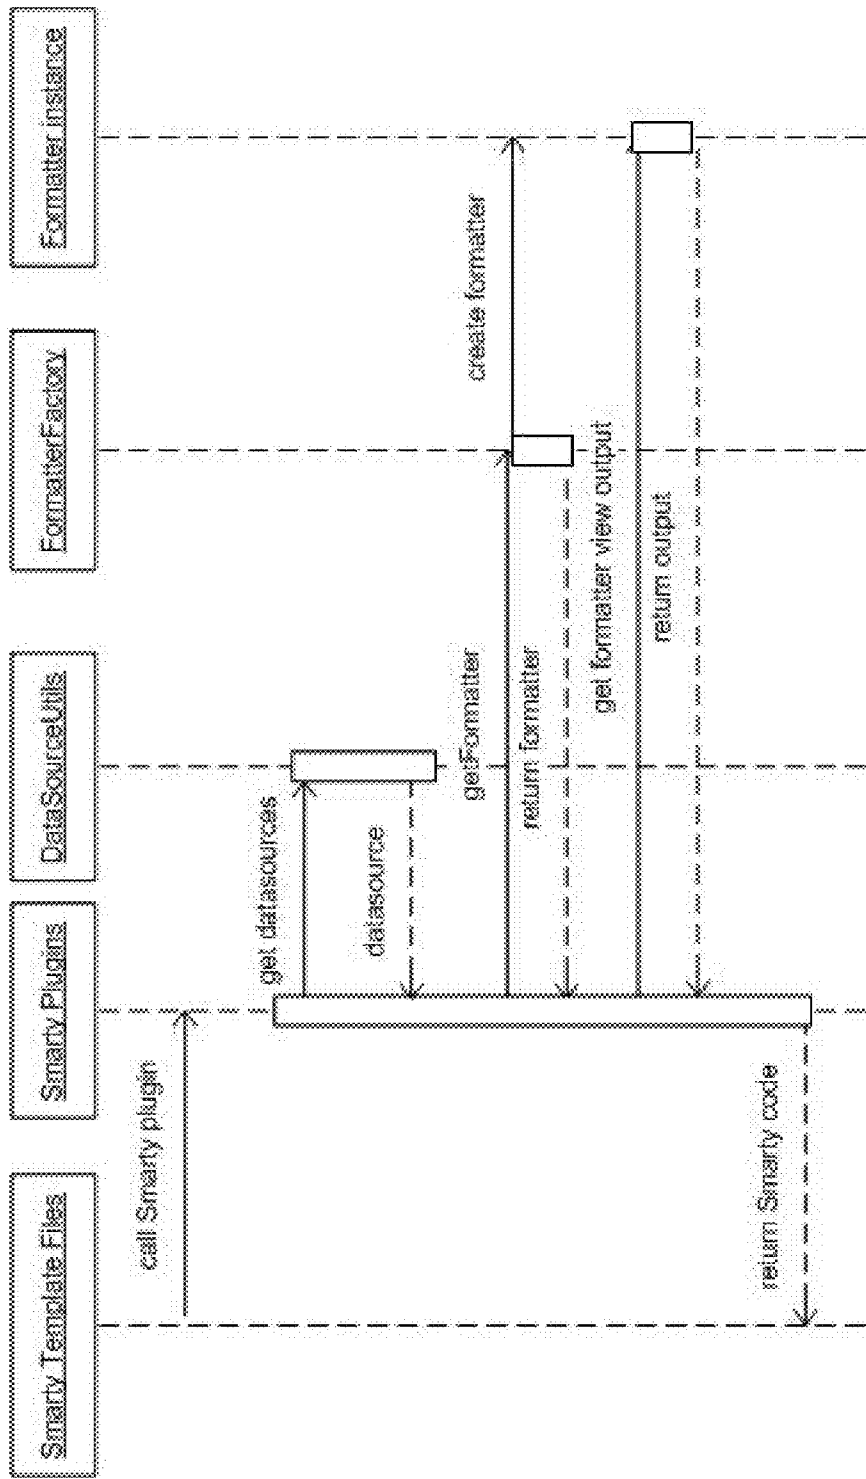 Smarty Template Files
Smarty Plugins
DataSourceUtils
FormatterFactory
Formatter instance
call Smarty plugin
get datasources
datasource
getFormatter
create formatter
return formatter
get formatter view output
return output
return Smarty code